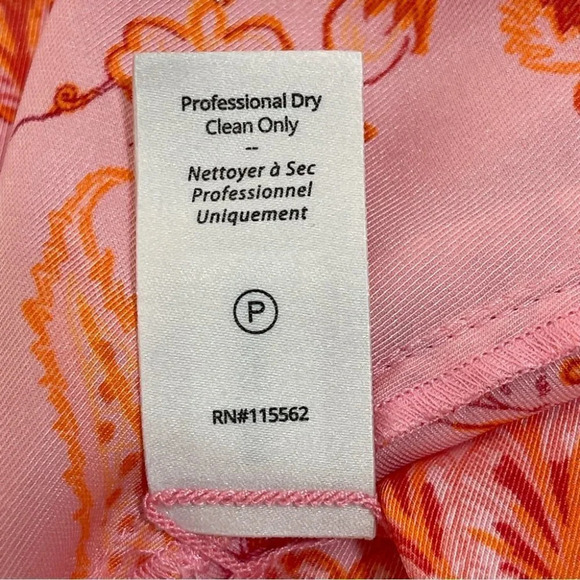 Professional Dry
Clean Only
--
Nettoyer à Sec
Professionnel
Uniquement
P
RN#115562